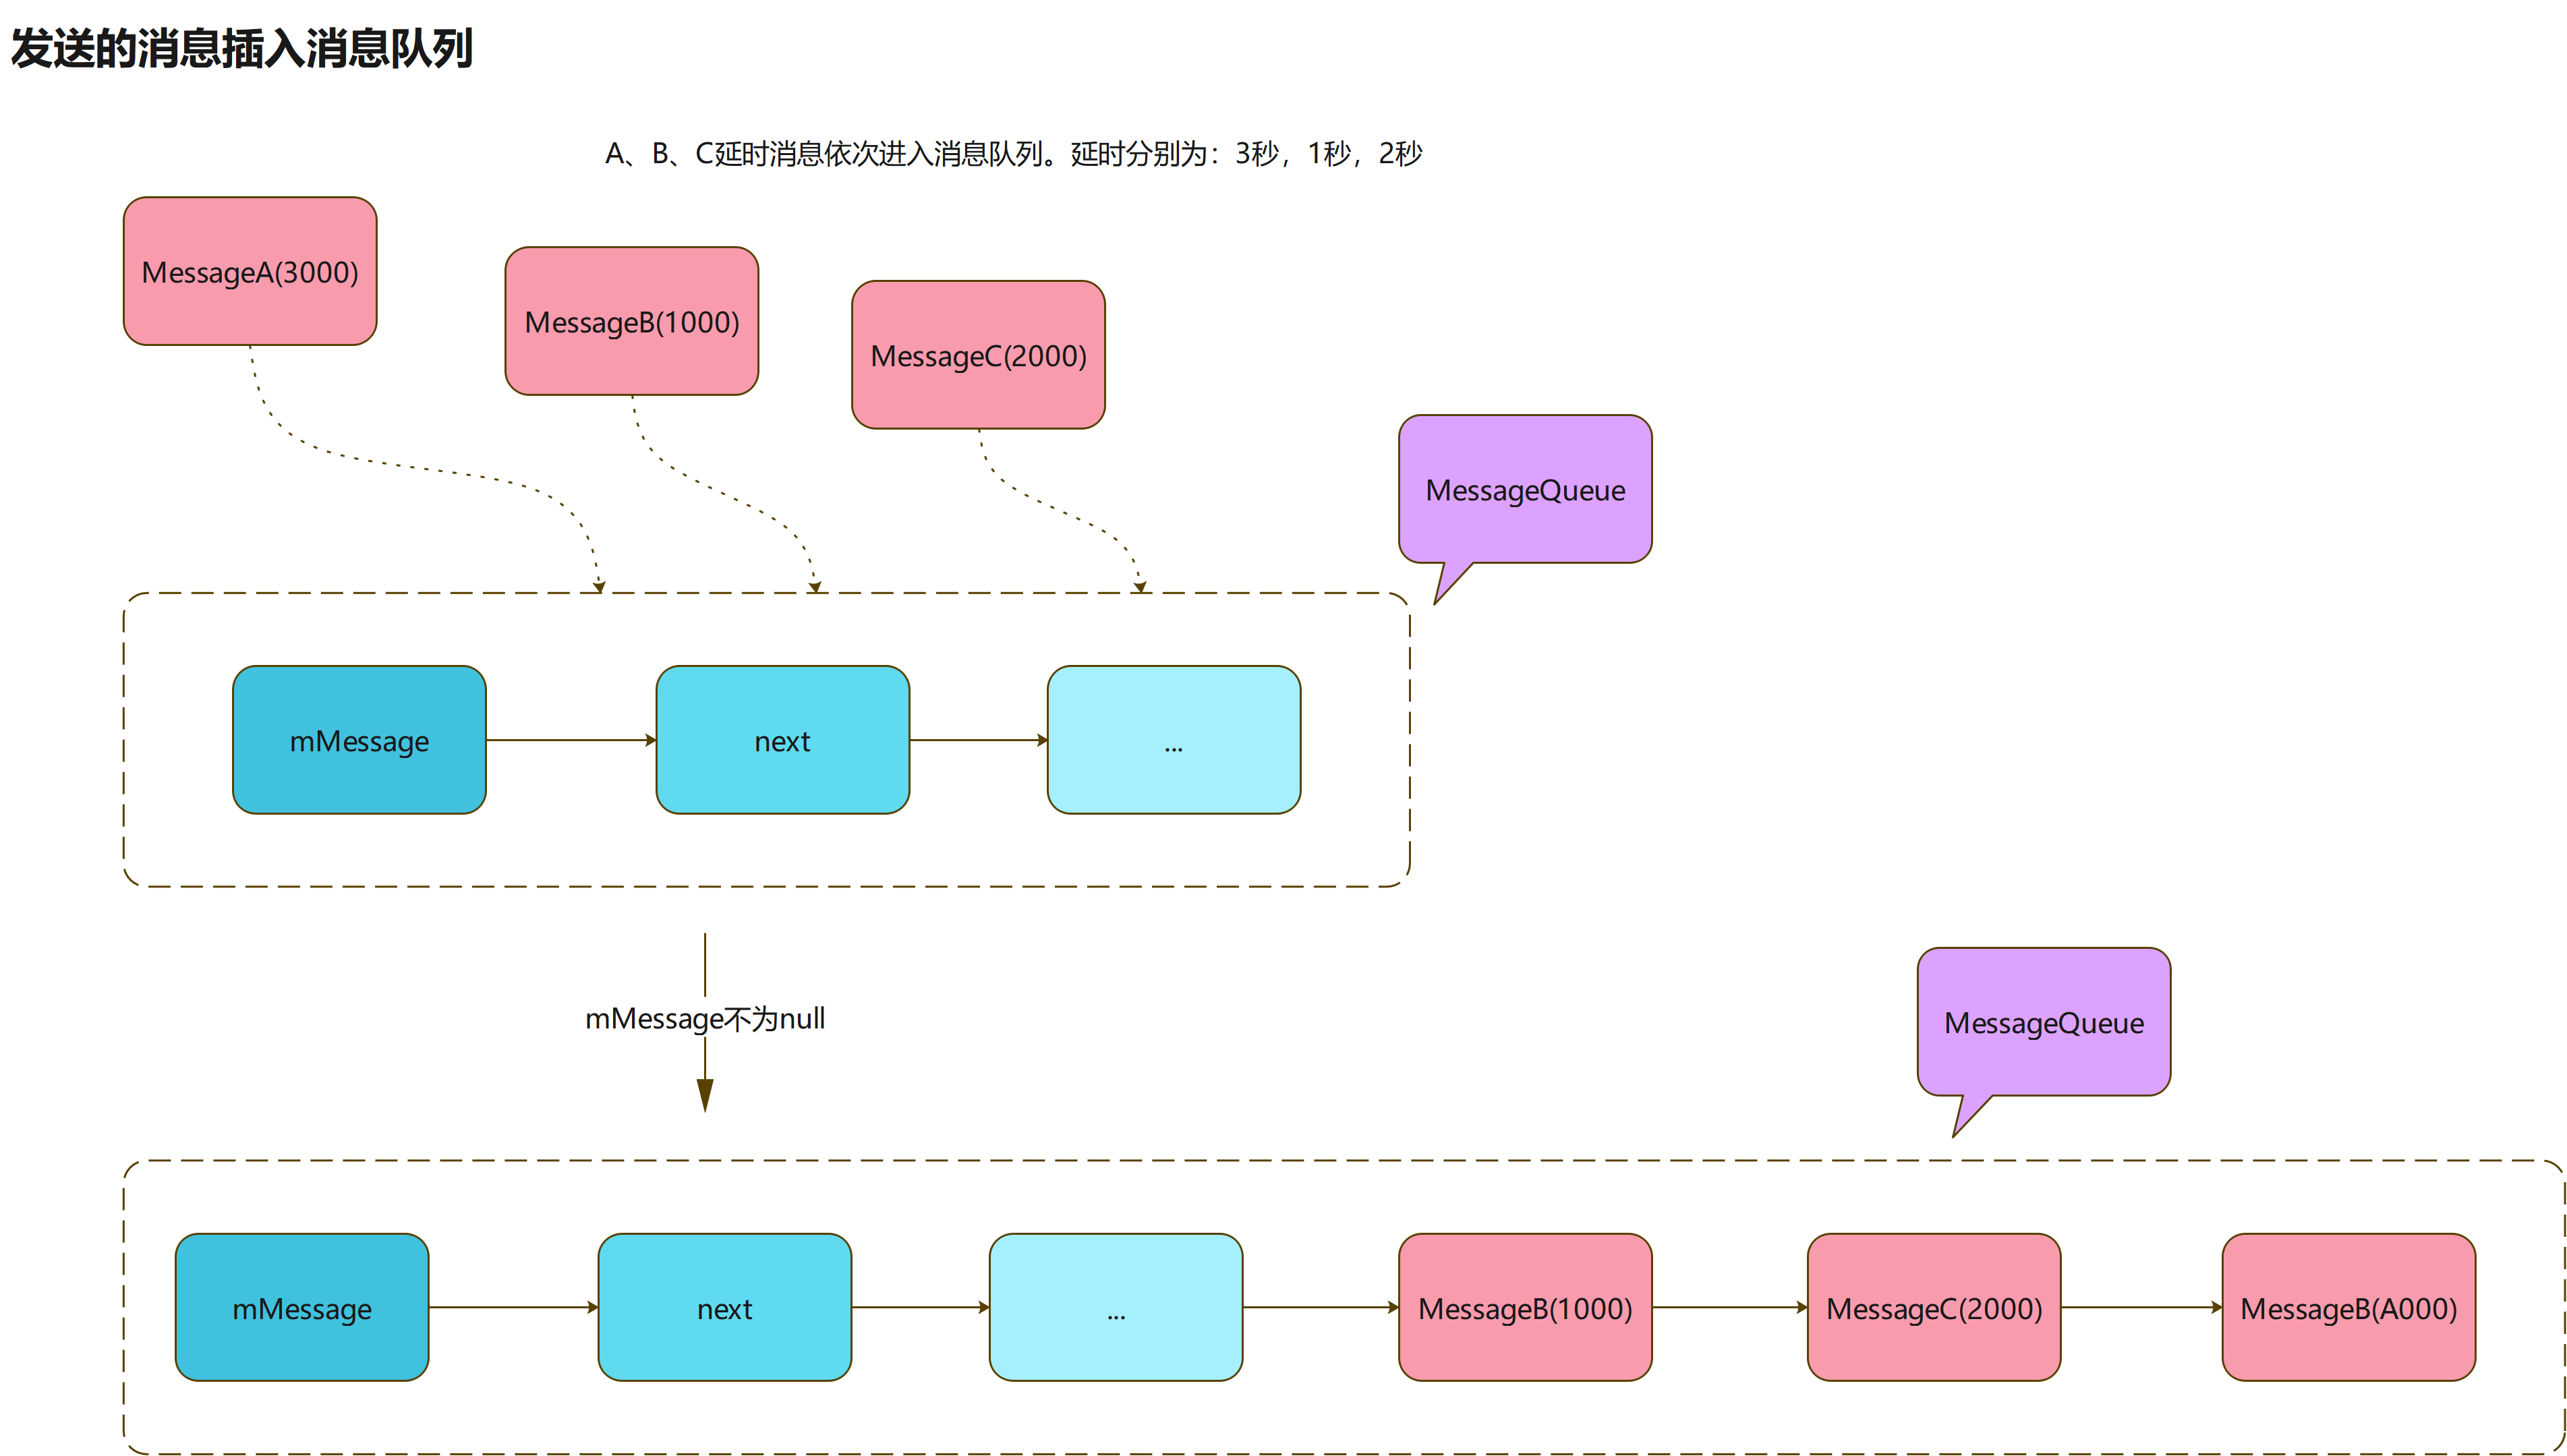 发送的消息插入消息队列
A、B、C延时消息依次进入消息队列。延时分别为：3秒，1秒，2秒
MessageA(3000)
MessageB(1000)
MessageC(2000)
MessageQueue
mMessage
next
...
mMessage不为null
MessageQueue
mMessage
next
...
MessageB(1000)
MessageC(2000)
MessageB(A000)